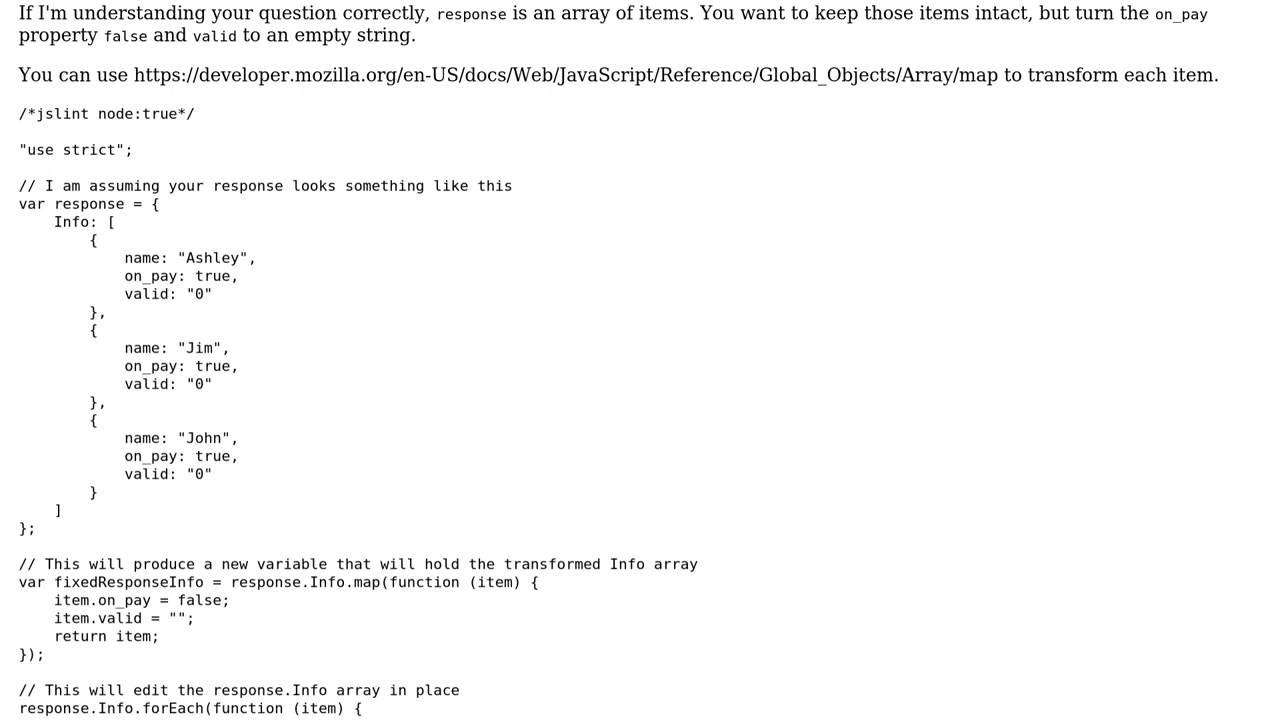 If I'm understanding your question correctly, response is an array of items. You want to keep those items intact, but turn the on_pay
property false and valid to an empty string.
You can use https://developer.mozilla.org/en-US/docs/Web/JavaScript/Reference/Global_Objects/Array/map to transform each item.
/*jslint node:true*/
"use strict";
// I am assuming your response looks something like this
var response = {
    Info: [
        {
            name: "Ashley",
            on_pay: true,
            valid: "0"
        },
        {
            name: "Jim",
            on_pay: true,
            valid: "0"
        },
        {
            name: "John",
            on_pay: true,
            valid: "0"
        }
    ]
};
// This will produce a new variable that will hold the transformed Info array
var fixedResponseInfo = response.Info.map(function (item) {
    item.on_pay = false;
    item.valid = "";
    return item;
});
// This will edit the response.Info array in place
response.Info.forEach(function (item) {